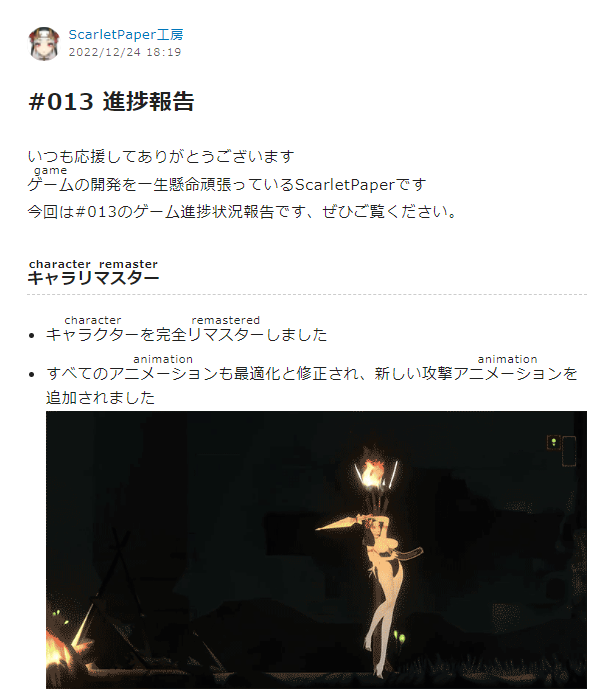 ScarletPaper工房
2022/12/24 18:19
#013 進捗報告
いつも応援してありがとうございます
game
ゲームの開発を一生懸命頑張っているScarletPaperです
今回は#013のゲーム進捗状況報告です、ぜひご覧ください。
character remaster
キャラリマスター
character remastered
• キャラクターを完全リマスターしました
animation animation
• すべてのアニメーションも最適化と修正され、新しい攻撃アニメーションを
追加されました